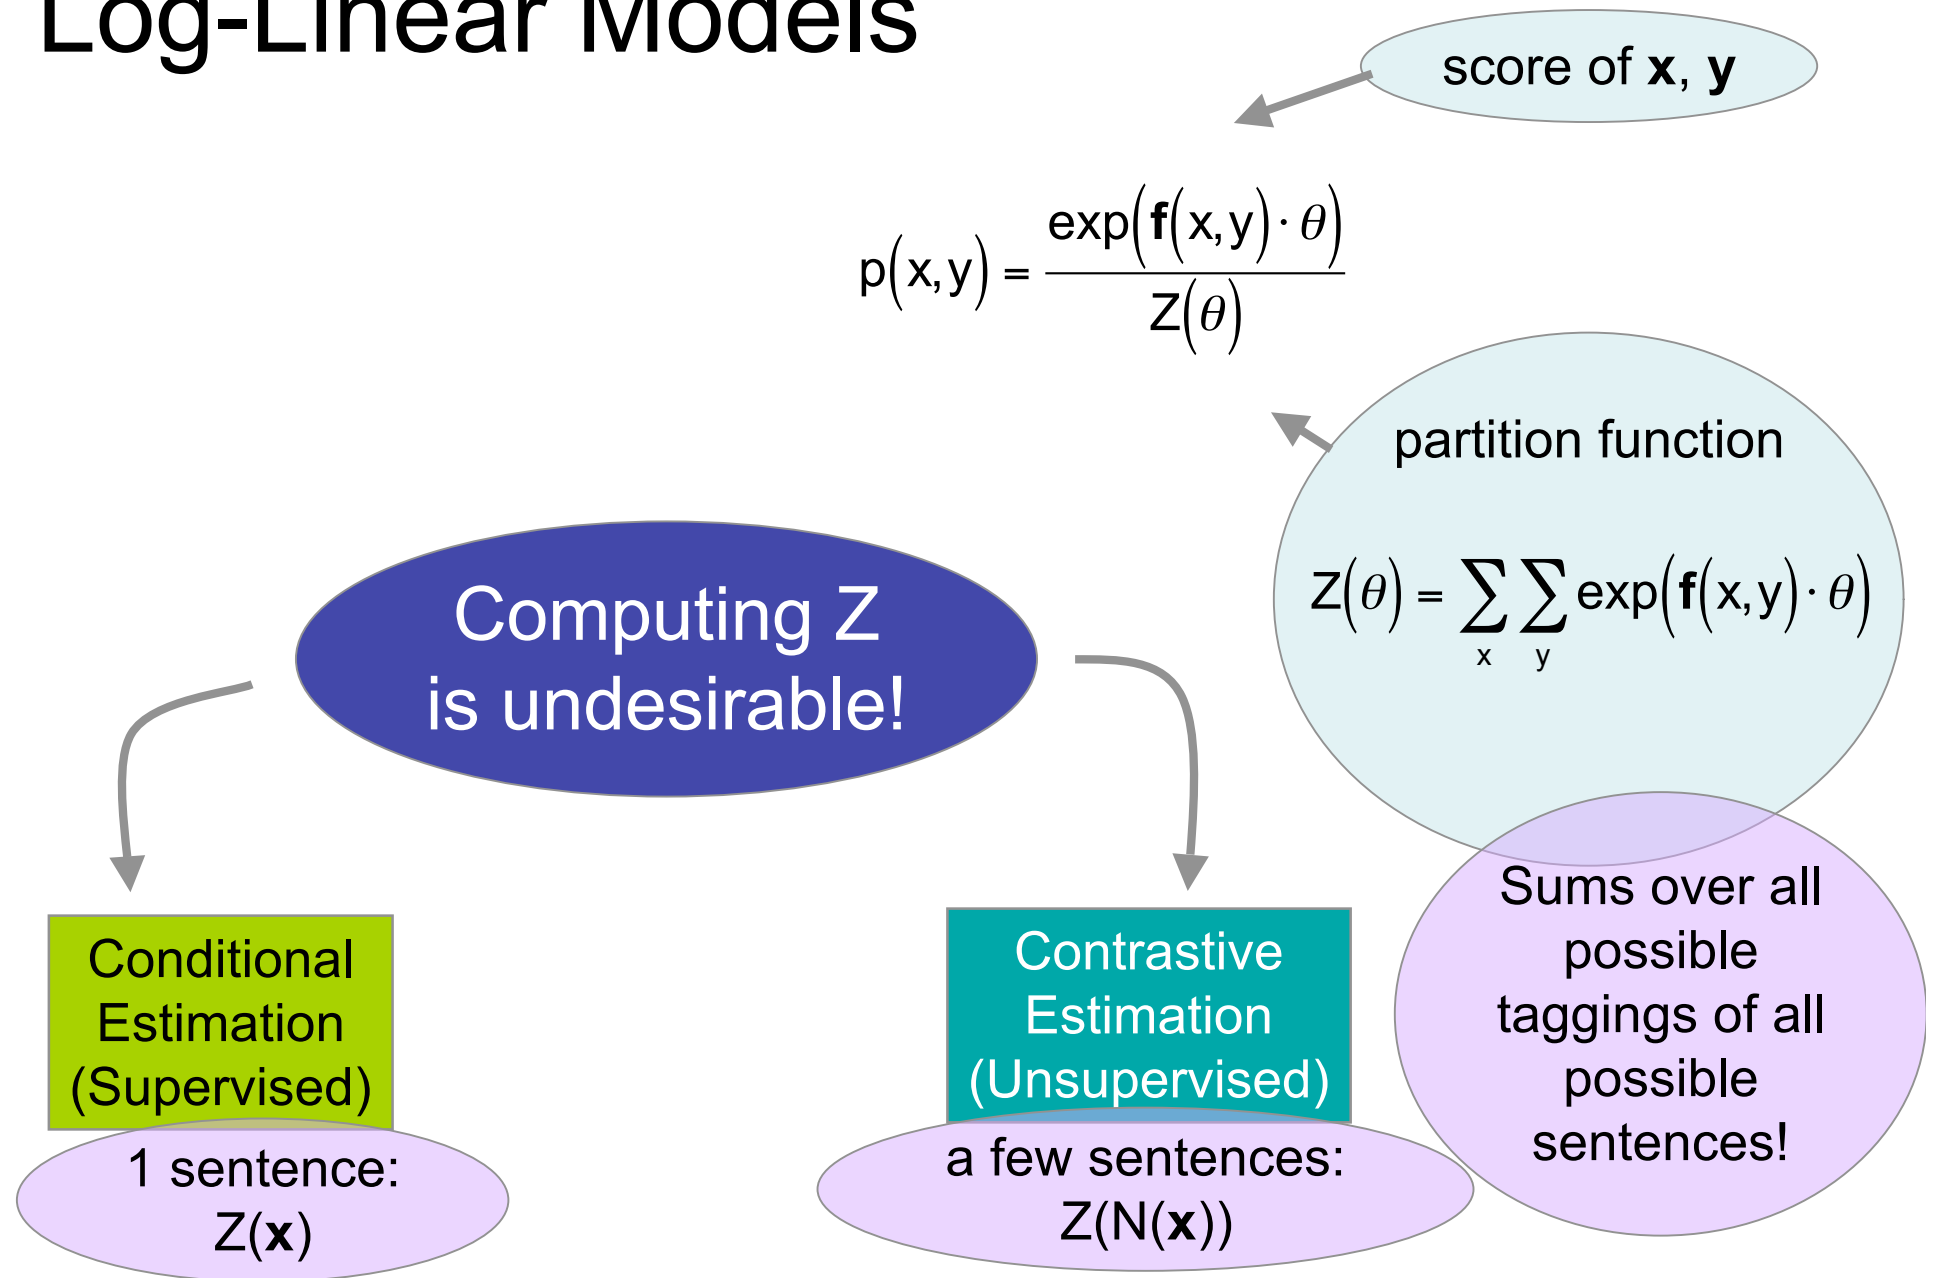 Log-Linear Models
score of x, y
p(x,y) = exp(f(x,y) · θ) / Z(θ)
partition function
Z(θ) = ∑x ∑y exp(f(x,y) · θ)
Computing Z
is undesirable!
Conditional
Estimation
(Supervised)
1 sentence:
Z(x)
Contrastive
Estimation
(Unsupervised)
a few sentences:
Z(N(x))
Sums over all
possible
taggings of all
possible
sentences!